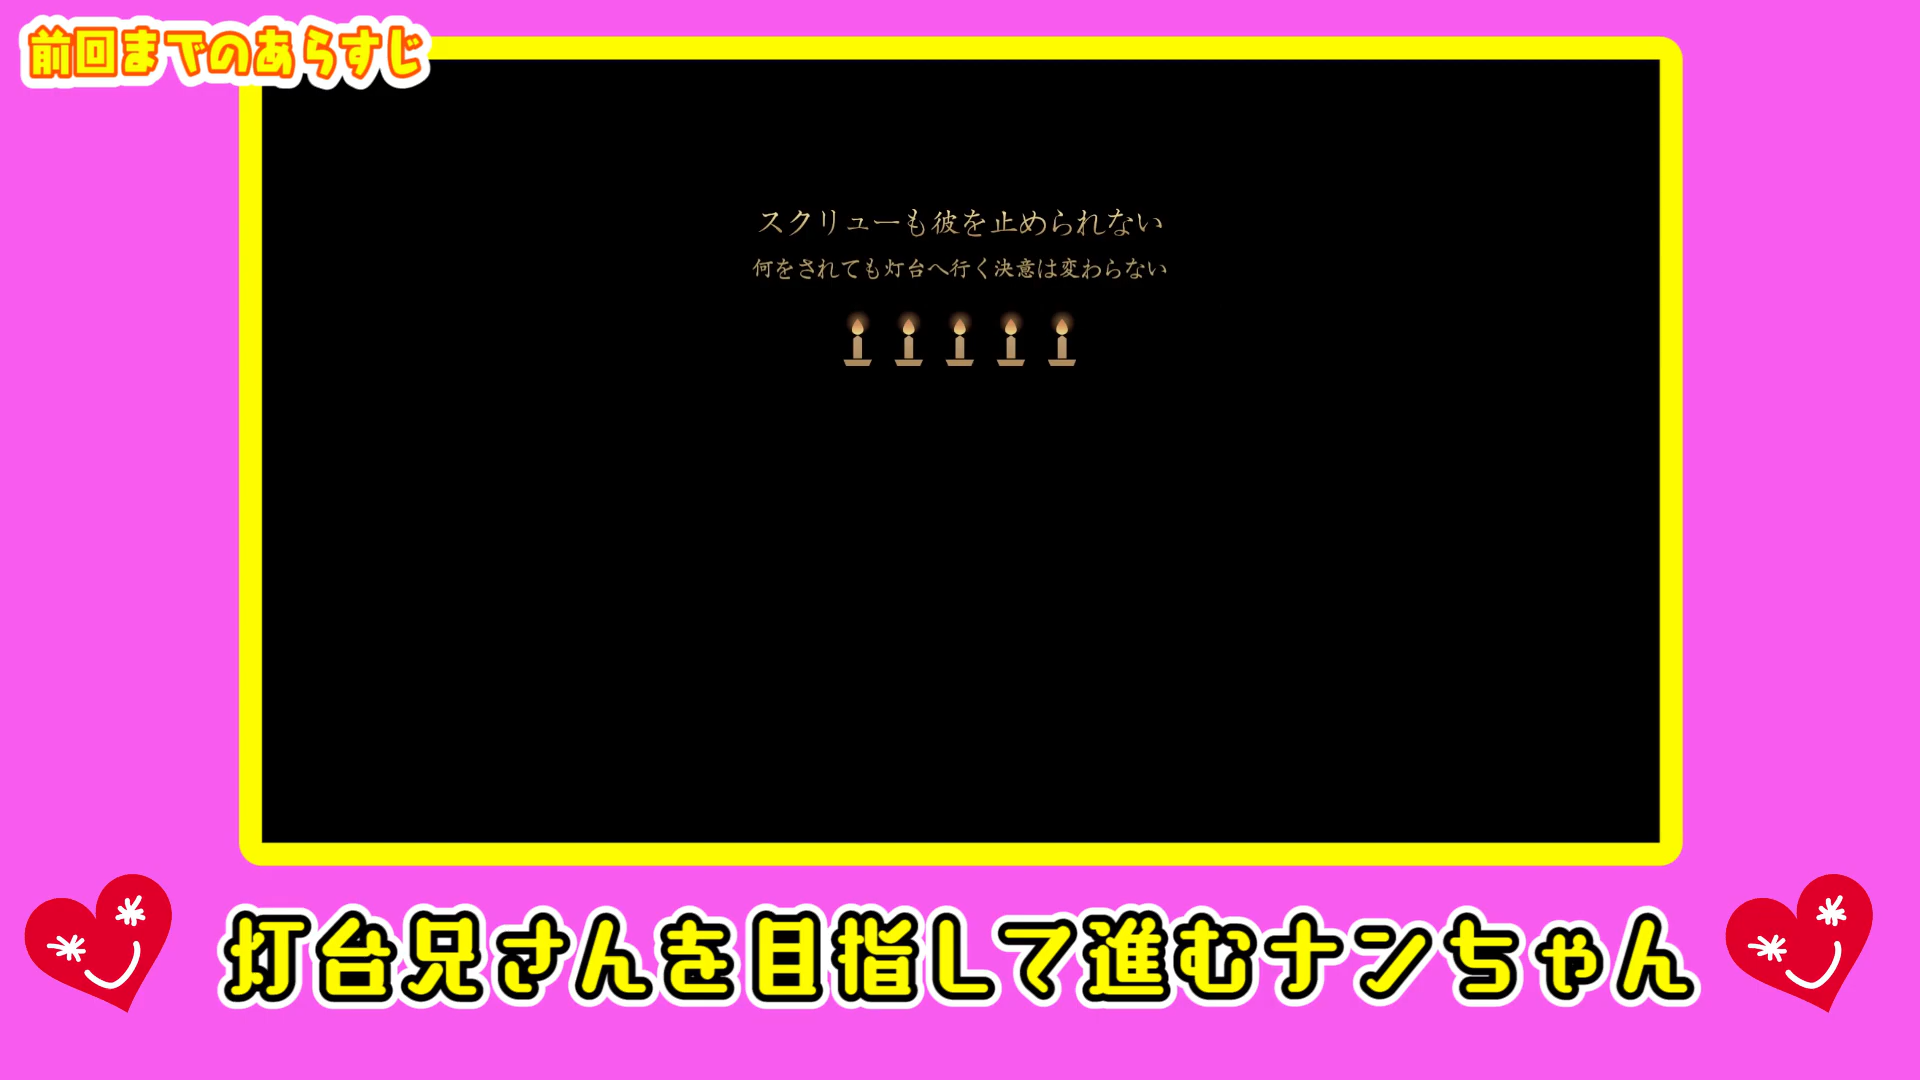 前回までのあらすじ
スクリューも彼を止められない
何をされても灯台へ行く決意は変わらない
灯台兄さんを目指して進むナンちゃん